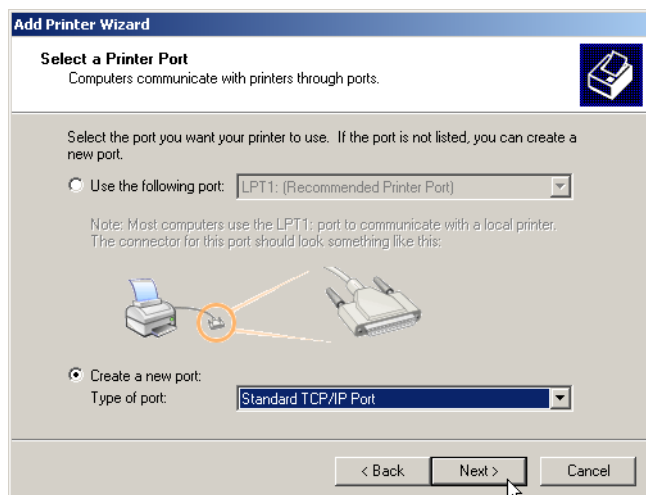 Add Printer Wizard
Select a Printer Port
Computers communicate with printers through ports.
Select the port you want your printer to use. If the port is not listed, you can create a
new port.
Use the following port: LPT1: (Recommended Printer Port)
Note: Most computers use the LPT1: port to communicate with a local printer.
The connector for this port should look something like this:
Create a new port:
Type of port: Standard TCP/IP Port
< Back Next > Cancel